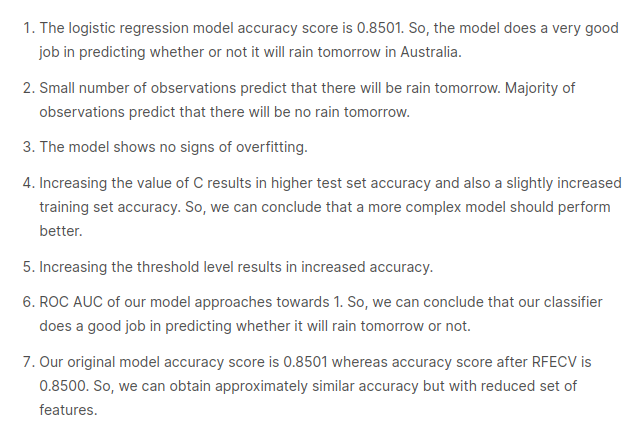 1. The logistic regression model accuracy score is 0.8501. So, the model does a very good
job in predicting whether or not it will rain tomorrow in Australia.
2. Small number of observations predict that there will be rain tomorrow. Majority of
observations predict that there will be no rain tomorrow.
3. The model shows no signs of overfitting.
4. Increasing the value of C results in higher test set accuracy and also a slightly increased
training set accuracy. So, we can conclude that a more complex model should perform
better.
5. Increasing the threshold level results in increased accuracy.
6. ROC AUC of our model approaches towards 1. So, we can conclude that our classifier
does a good job in predicting whether it will rain tomorrow or not.
7. Our original model accuracy score is 0.8501 whereas accuracy score after RFECV is
0.8500. So, we can obtain approximately similar accuracy but with reduced set of
features.